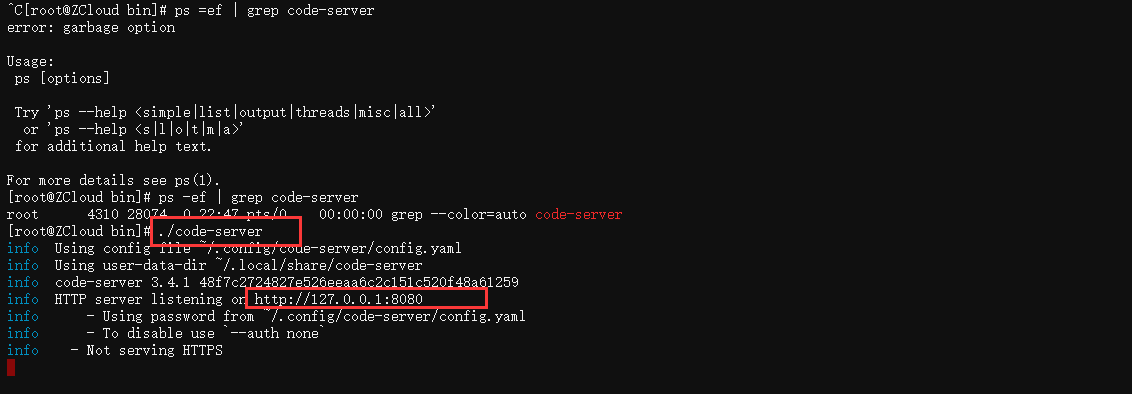 ^C[root@ZCloud bin]# ps =ef | grep code-server
error: garbage option

Usage:
 ps [options]

 Try 'ps --help <simple|list|output|threads|misc|all>'
  or 'ps --help <s|l|o|t|m|a>'
 for additional help text.

For more details see ps(1).
[root@ZCloud bin]# ps -ef | grep code-server
root      4310 28074  0 22:47 pts/0    00:00:00 grep --color=auto code-server
[root@ZCloud bin]# ./code-server
info  Using config file ~/.config/code-server/config.yaml
info  Using user-data-dir ~/.local/share/code-server
info  code-server 3.4.1 48f7c2724827e526eeaa6c2c151c520f48a61259
info  HTTP server listening on http://127.0.0.1:8080
info      - Using password from ~/.config/code-server/config.yaml
info      - To disable use `--auth none`
info    - Not serving HTTPS